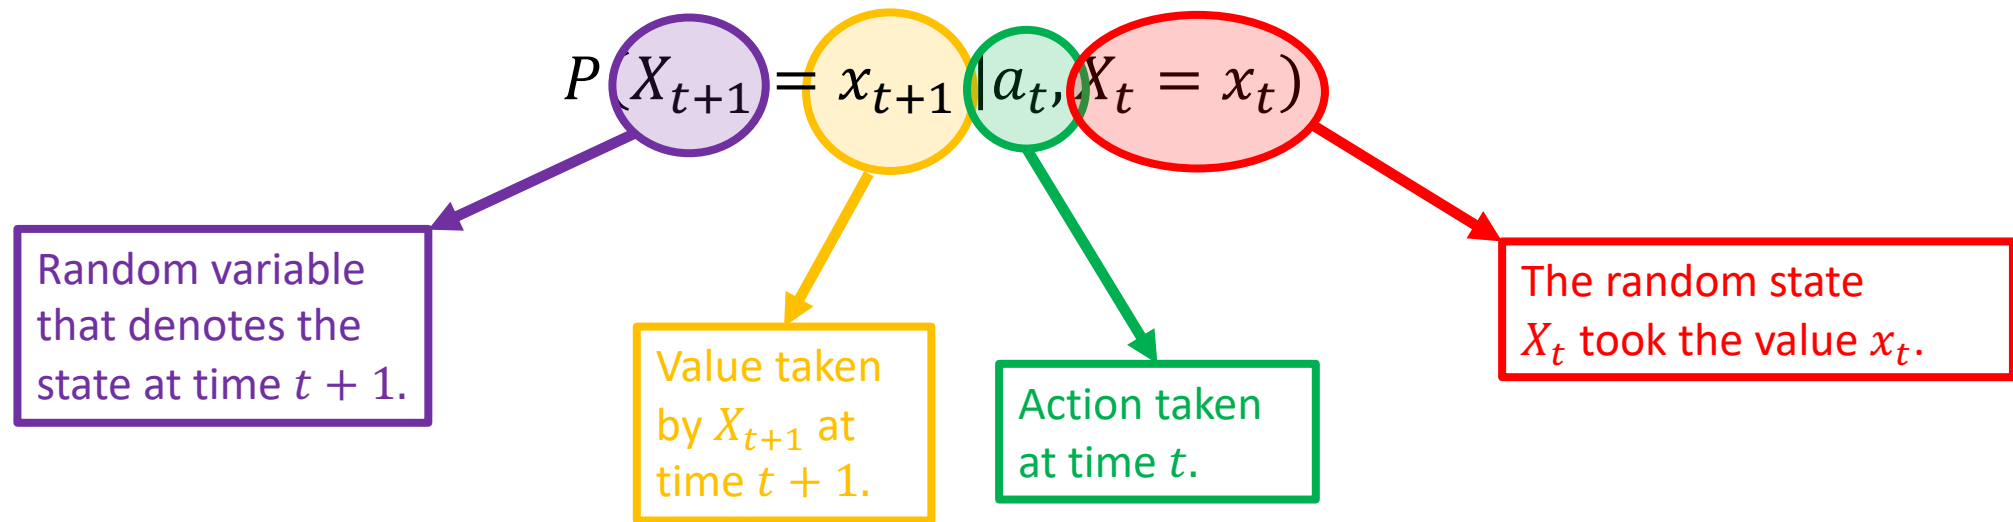 P(X_{t+1} = x_{t+1} | a_t, X_t = x_t)
Random variable
that denotes the
state at time t + 1.
Value taken
by X_{t+1} at
time t + 1.
Action taken
at time t.
The random state
X_t took the value x_t.